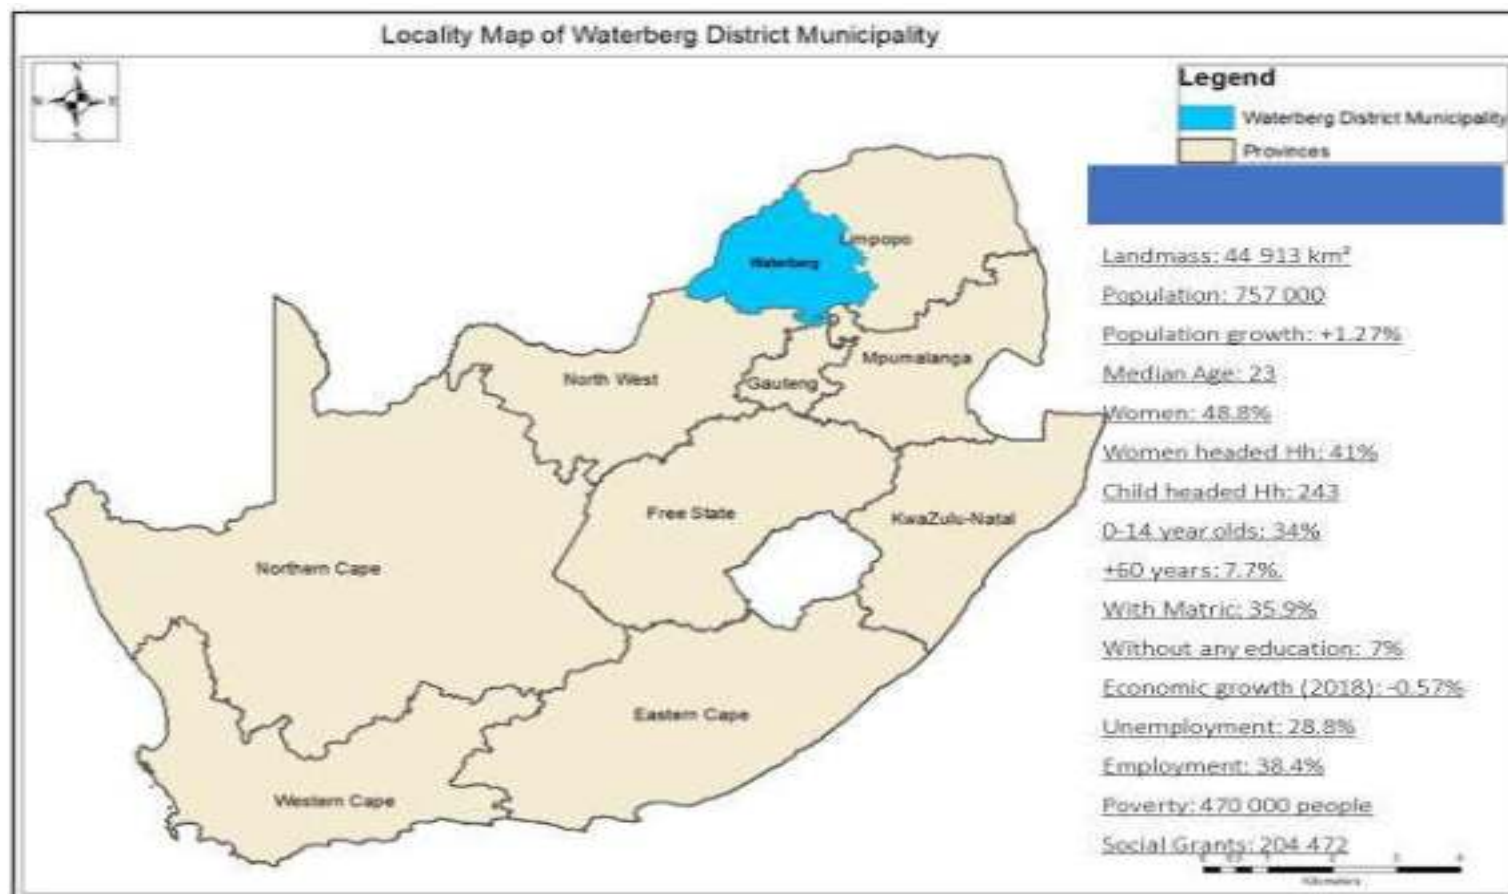 Locality Map of Waterberg District Municipality
N
S
Legend
Waterberg District Municipality
Provinces
Limpopo
Waterberg
Mpumalanga
North West
Gauteng
Free State
KwaZulu-Natal
Northern Cape
Eastern Cape
Western Cape
Landmass: 44 913 km²
Population: 757 000
Population growth: +1.27%
Median Age: 23
Women: 48.8%
Women headed Hh: 41%
Child headed Hh: 243
0-14 year olds: 34%
+60 years: 7.7%.
With Matric: 35.9%
Without any education: 7%
Economic growth (2018): -0.57%
Unemployment: 28.8%
Employment: 38.4%
Poverty: 470 000 people
Social Grants: 204 472
Kilometers